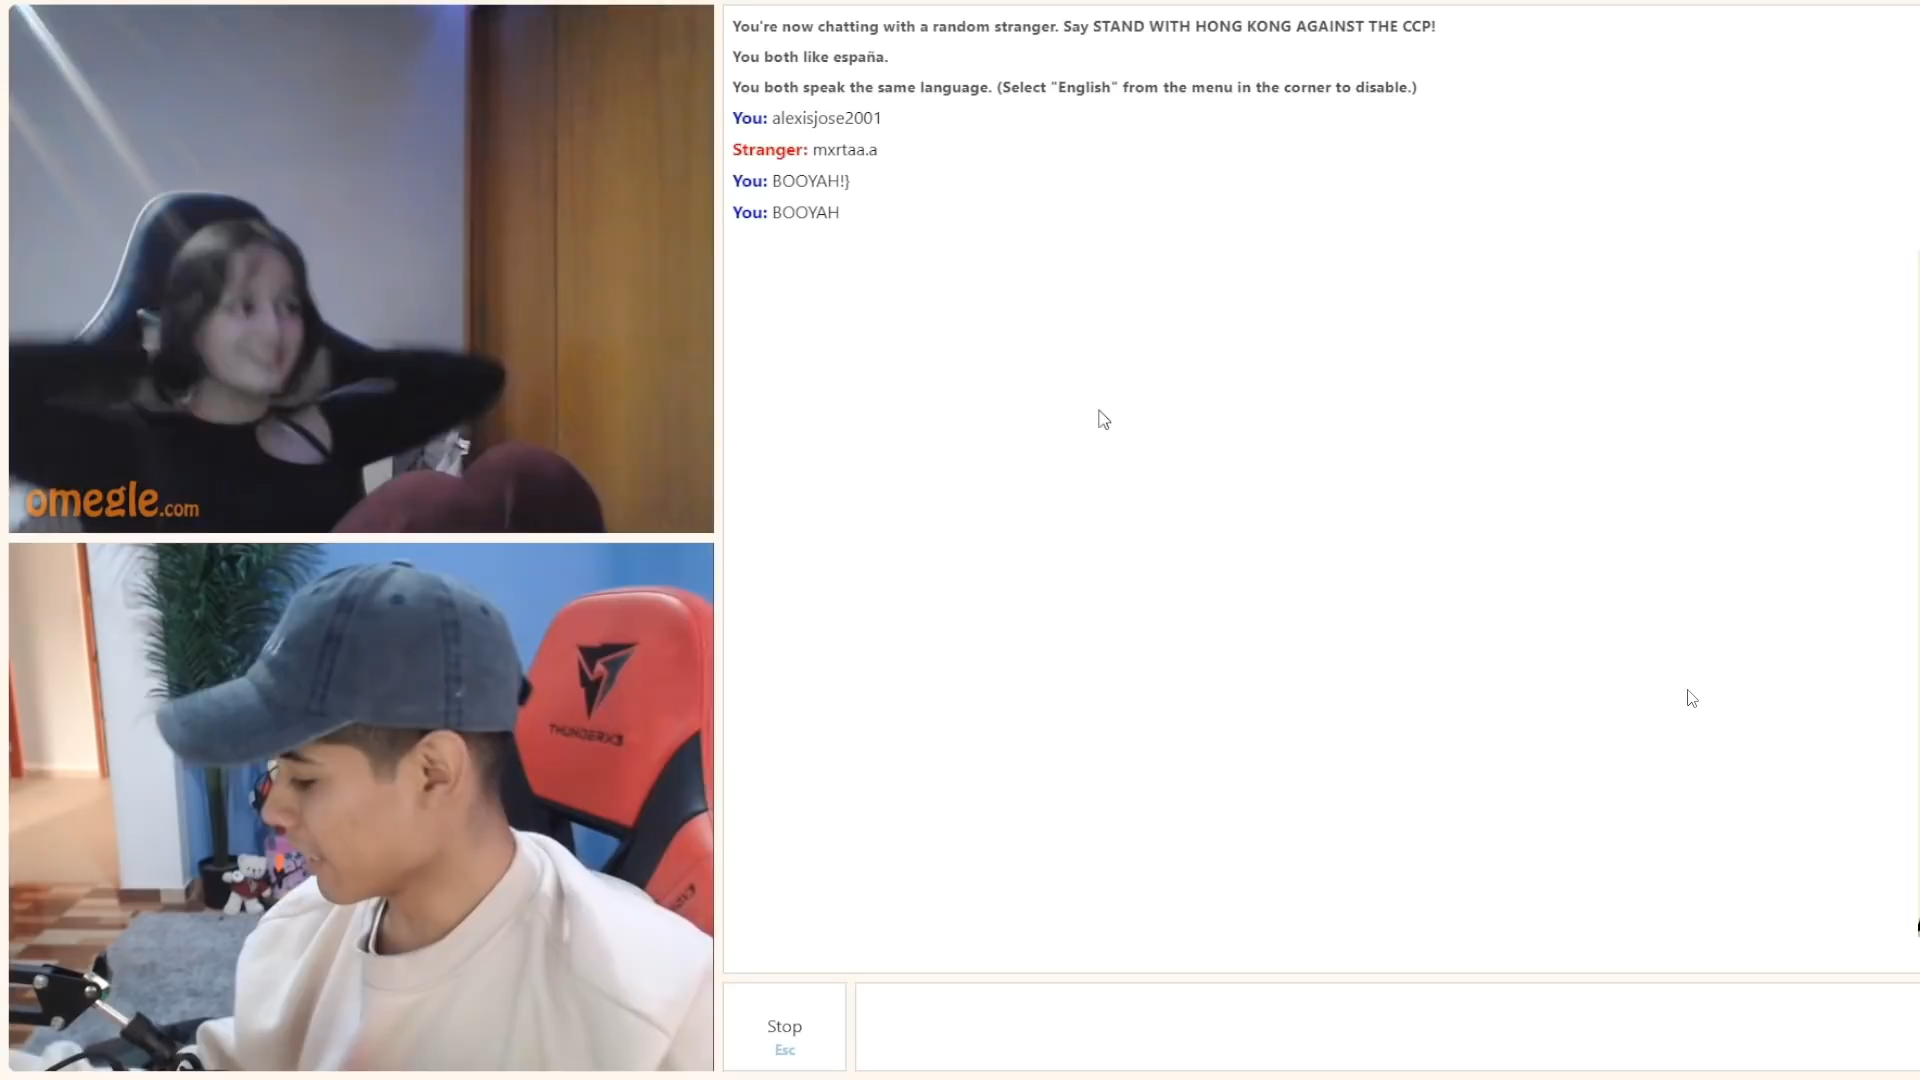 You're now chatting with a random stranger. Say STAND WITH HONG KONG AGAINST THE CCP!
You both like españa.
You both speak the same language. (Select "English" from the menu in the corner to disable.)
You: alexisjose2001
Stranger: mxrtaa.a
You: BOOYAH!}
You: BOOYAH
omegle.com
THUNDERX3
Stop
Esc